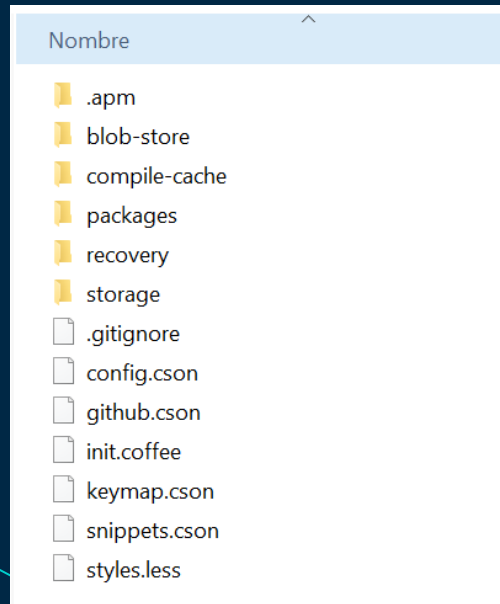 Nombre
.apm
blob-store
compile-cache
packages
recovery
storage
.gitignore
config.cson
github.cson
init.coffee
keymap.cson
snippets.cson
styles.less